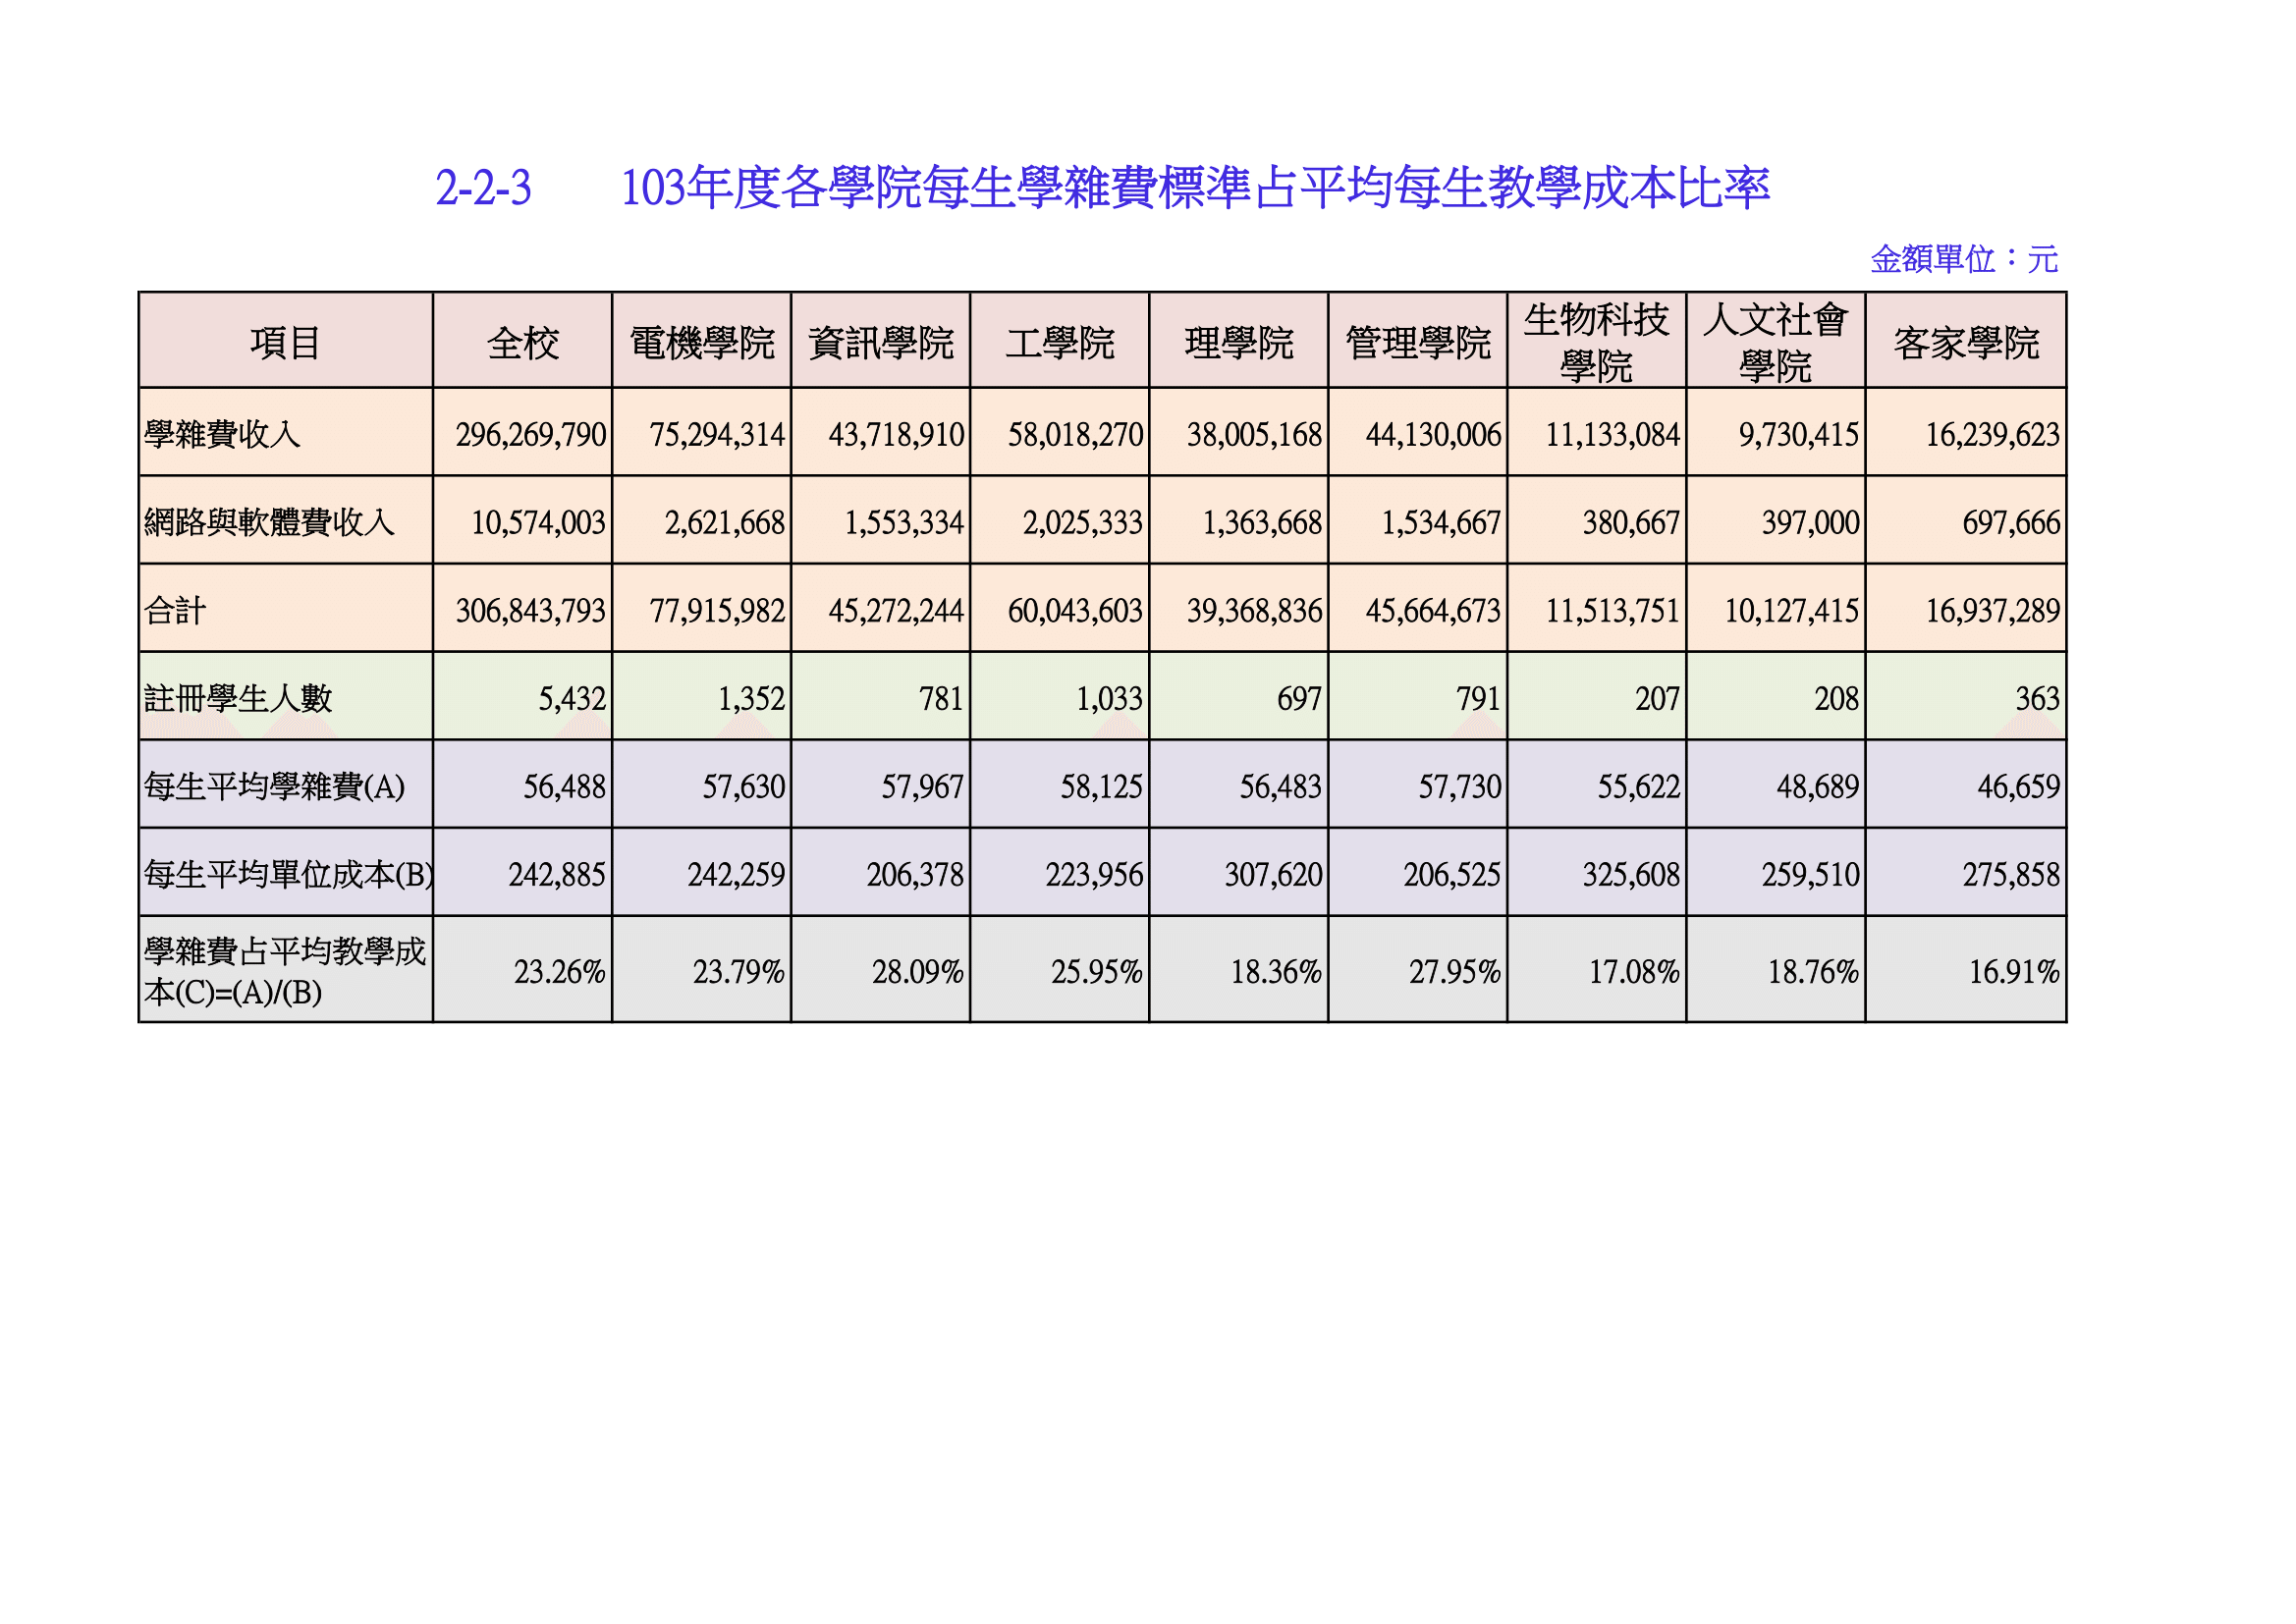 2-2-3 103年度各學院每生學雜費標準占平均每生教學成本比率
金額單位：元
項目 全校 電機學院 資訊學院 工學院 理學院 管理學院 生物科技學院 人文社會學院 客家學院
學雜費收入 296,269,790 75,294,314 43,718,910 58,018,270 38,005,168 44,130,006 11,133,084 9,730,415 16,239,623
網路與軟體費收入 10,574,003 2,621,668 1,553,334 2,025,333 1,363,668 1,534,667 380,667 397,000 697,666
合計 306,843,793 77,915,982 45,272,244 60,043,603 39,368,836 45,664,673 11,513,751 10,127,415 16,937,289
註冊學生人數 5,432 1,352 781 1,033 697 791 207 208 363
每生平均學雜費(A) 56,488 57,630 57,967 58,125 56,483 57,730 55,622 48,689 46,659
每生平均單位成本(B) 242,885 242,259 206,378 223,956 307,620 206,525 325,608 259,510 275,858
學雜費占平均教學成本(C)=(A)/(B) 23.26% 23.79% 28.09% 25.95% 18.36% 27.95% 17.08% 18.76% 16.91%